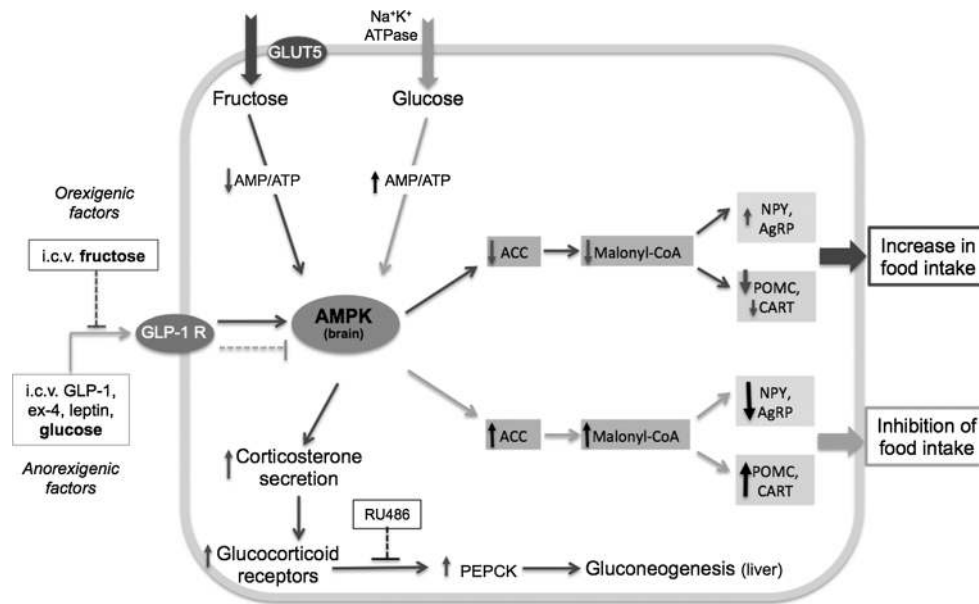 Na⁺K⁺
ATPase
GLUT5
Fructose
Glucose
AMP/ATP
AMP/ATP
Orexigenic
factors
i.c.v. fructose
GLP-1 R
i.c.v. GLP-1,
ex-4, leptin,
glucose
Anorexigenic
factors
AMPK
(brain)
ACC
Malonyl-CoA
NPY,
AgRP
POMC,
CART
Increase in
food intake
ACC
Malonyl-CoA
NPY,
AgRP
POMC,
CART
Inhibition of
food intake
Corticosterone
secretion
RU486
Glucocorticoid
receptors
PEPCK
Gluconeogenesis (liver)